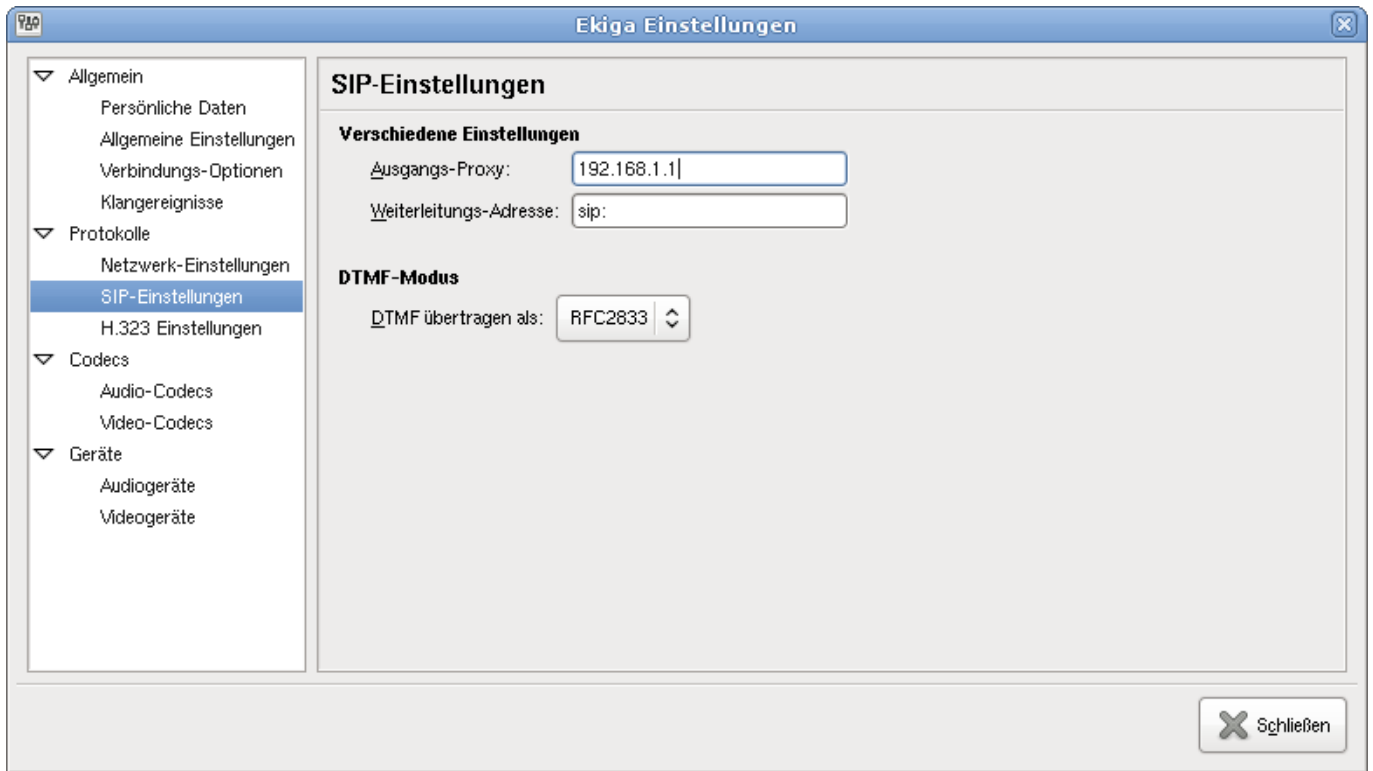 Ekiga Einstellungen
Allgemein
Persönliche Daten
Allgemeine Einstellungen
Verbindungs-Optionen
Klangereignisse
Protokolle
Netzwerk-Einstellungen
SIP-Einstellungen
H.323 Einstellungen
Codecs
Audio-Codecs
Video-Codecs
Geräte
Audiogeräte
Videogeräte
SIP-Einstellungen
Verschiedene Einstellungen
Ausgangs-Proxy: 192.168.1.1
Weiterleitungs-Adresse: sip:
DTMF-Modus
DTMF übertragen als: RFC2833
Schließen